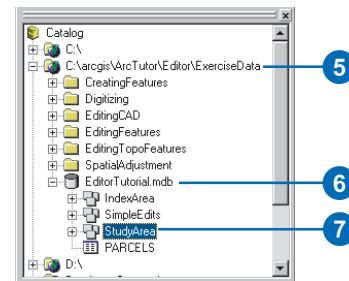 Catalog
C:\
C:\arcgis\ArcTutor\Editor\ExerciseData
5
CreatingFeatures
Digitizing
EditingCAD
EditingFeatures
EditingTopoFeatures
SpatialAdjustment
EditorTutorial.mdb
6
IndexArea
SimpleEdits
StudyArea
7
PARCELS
D:\